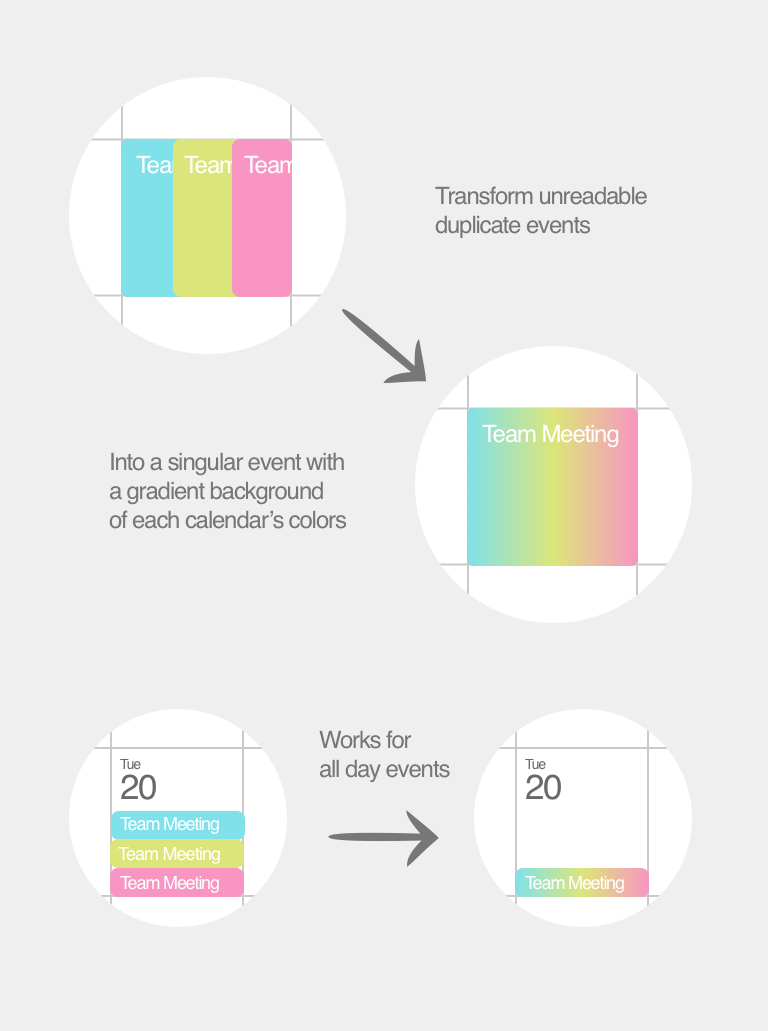 Tea Team Team
Transform unreadable
duplicate events
Team Meeting
Into a singular event with
a gradient background
of each calendar’s colors
Works for
all day events
Tue
20
Team Meeting
Team Meeting
Team Meeting
Tue
20
Team Meeting